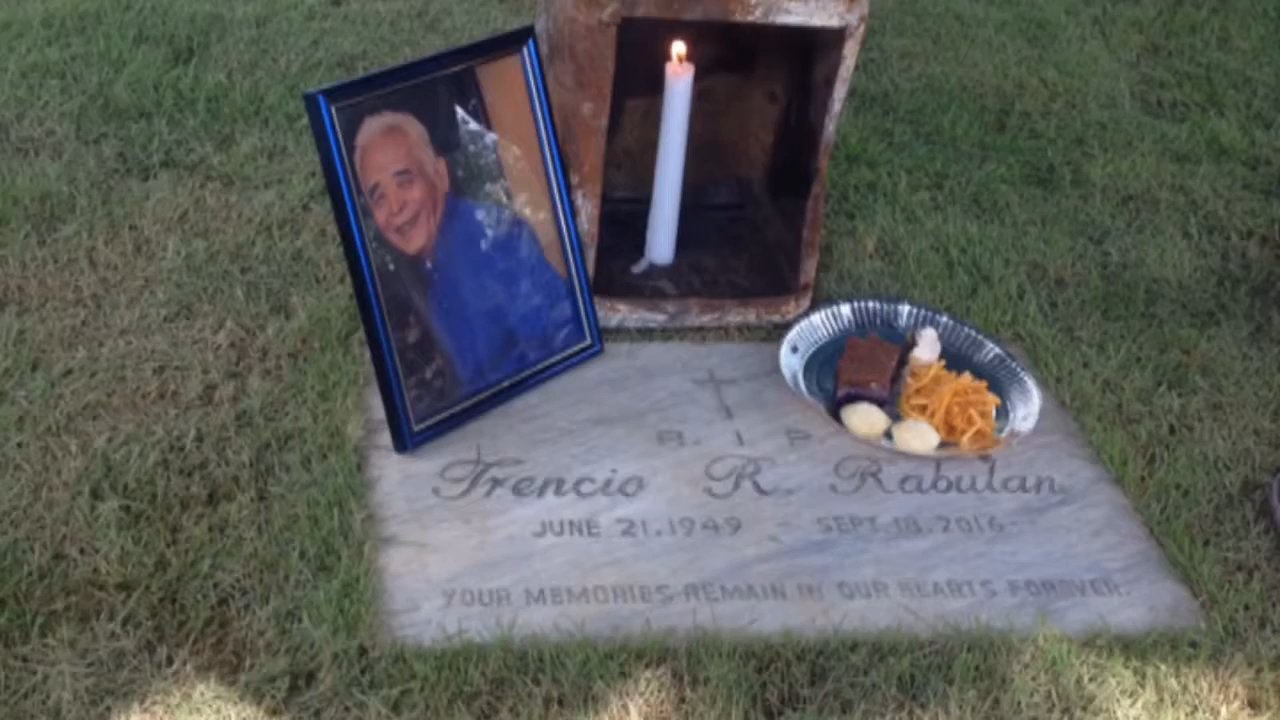 R. I P
Trencio R. Rabulan
JUNE 21.1949 - SEPT.18.2016
YOUR MEMORIES REMAIN IN OUR HEARTS FOREVER.